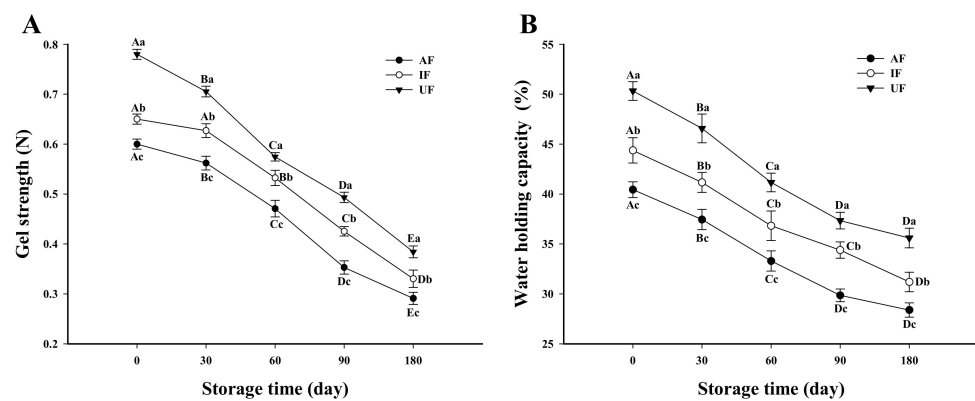 A
Gel strength (N)
0.8
0.7
0.6
0.5
0.4
0.3
0.2
Aa
Ba
Ca
Da
Ea
Ab
Ab
Bb
Cb
Db
Ac
Bc
Cc
Dc
Ec
AF
IF
UF
0 30 60 90 180
Storage time (day)
B
Water holding capacity (%)
55
50
45
40
35
30
25
Aa
Ba
Ca
Da
Da
Ab
Bb
Cb
Cb
Db
Ac
Bc
Cc
Dc
Dc
AF
IF
UF
0 30 60 90 180
Storage time (day)